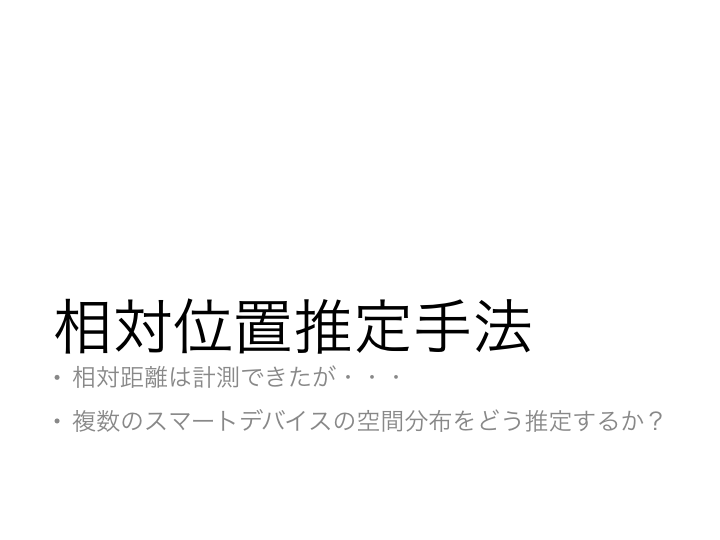 相対位置推定手法
• 相対距離は計測できたが・・・
• 複数のスマートデバイスの空間分布をどう推定するか？